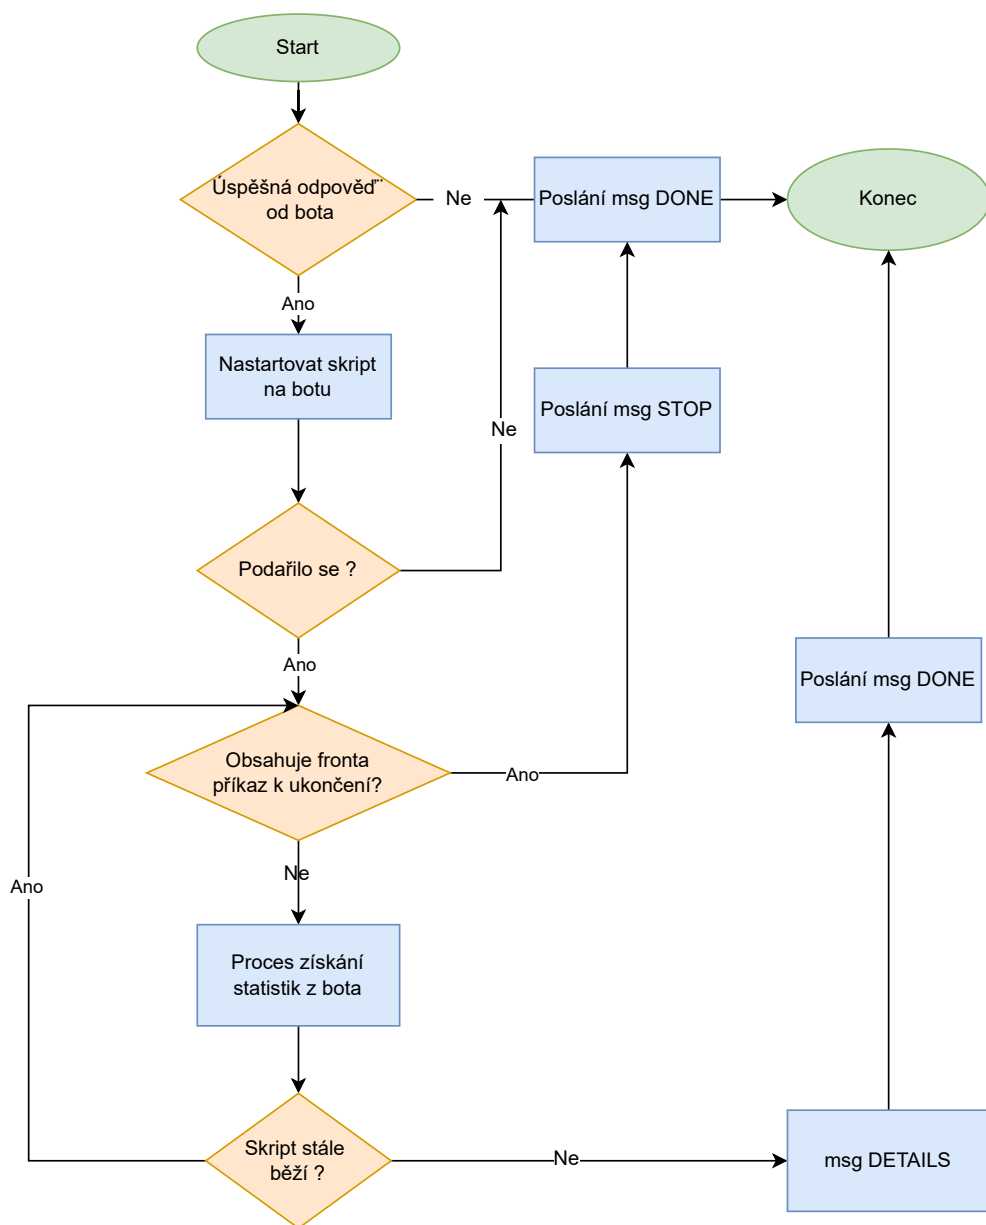 Start
Úspěšná odpověď¨
od bota
Ne
Poslání msg DONE
Konec
Ano
Nastartovat skript
na botu
Poslání msg STOP
Ne
Podařilo se ?
Ano
Poslání msg DONE
Obsahuje fronta
příkaz k ukončení?
Ano
Ne
Ano
Proces získání
statistik z bota
Skript stále
běží ?
Ne
msg DETAILS